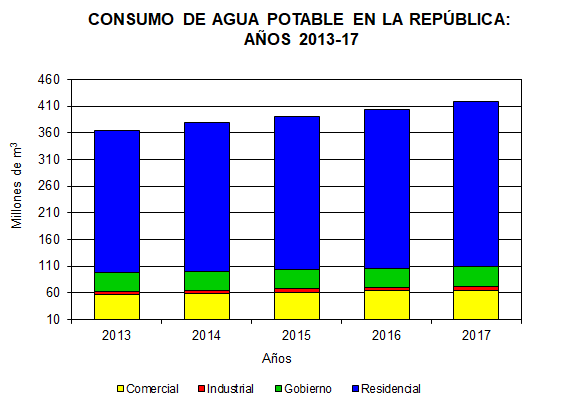 CONSUMO DE AGUA POTABLE EN LA REPÚBLICA:
AÑOS 2013-17
460
410
360
310
260
210
160
110
60
10
Millones de m³
2013 2014 2015 2016 2017
Años
Comercial Industrial Gobierno Residencial